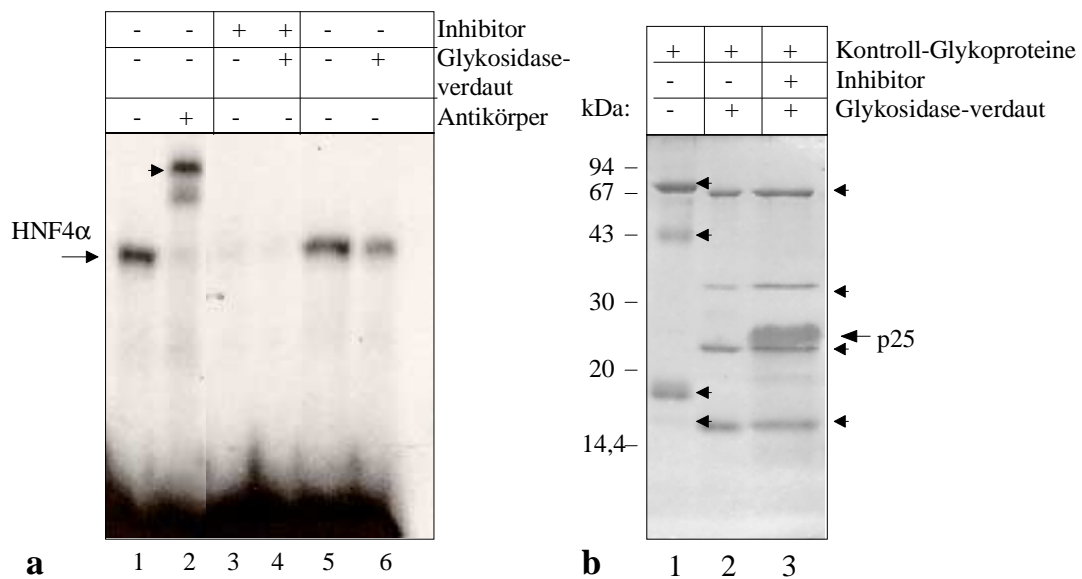 - - + + - - Inhibitor
- - - + - + Glykosidase-
verdaut
- + - - - - Antikörper
HNF4α
1 2 3 4 5 6
a
+ + + Kontroll-Glykoproteine
- - + Inhibitor
- + + Glykosidase-verdaut
kDa:
94 –
67 –
43 –
30 –
20 –
14,4–
p25
1 2 3
b